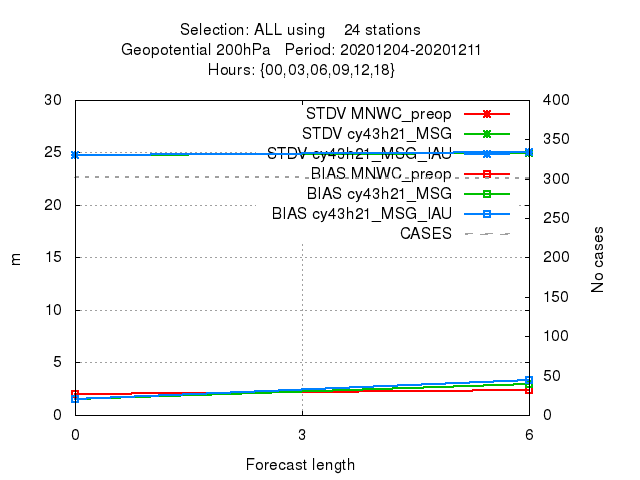 Selection: ALL using 24 stations
Geopotential 200hPa Period: 20201204-20201211
Hours: {00,03,06,09,12,18}
30
25
20
15
10
5
0
m
400
350
300
250
200
150
100
50
0
No cases
STDV MNWC_preop
STDV cy43h21_MSG
STDV cy43h21_MSG_IAU
BIAS MNWC_preop
BIAS cy43h21_MSG
BIAS cy43h21_MSG_IAU
CASES
0 3 6
Forecast length